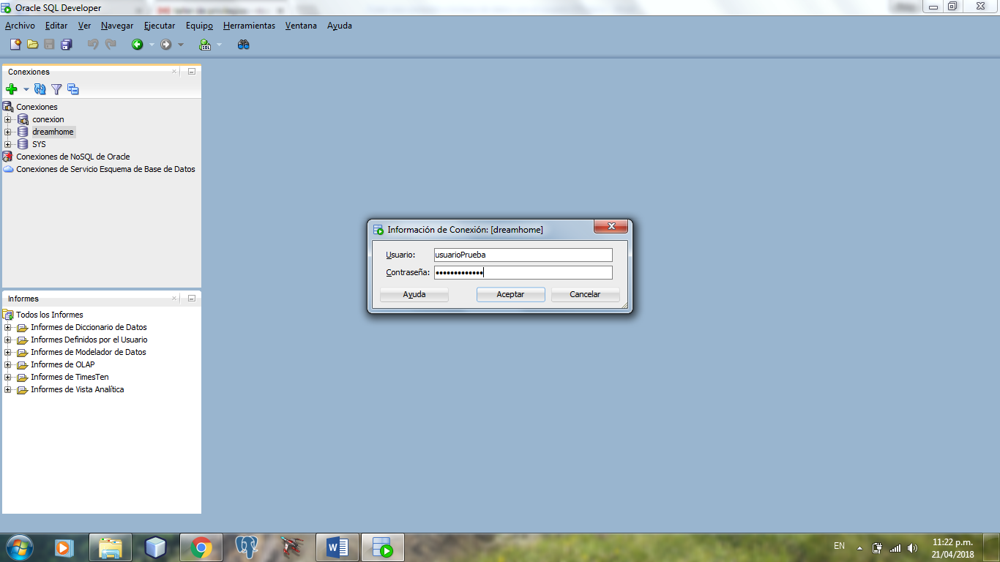 Oracle SQL Developer
Archivo Editar Ver Navegar Ejecutar Equipo Herramientas Ventana Ayuda
SQL
Conexiones
Conexiones
conexion
dreamhome
SYS
Conexiones de NoSQL de Oracle
Conexiones de Servicio Esquema de Base de Datos
Información de Conexión: [dreamhome]
Usuario: usuarioPrueba
Contraseña: •••••••••••••
Ayuda Aceptar Cancelar
Informes
Todos los Informes
Informes de Diccionario de Datos
Informes Definidos por el Usuario
Informes de Modelador de Datos
Informes de OLAP
Informes de TimesTen
Informes de Vista Analítica
W
EN
11:22 p.m.
21/04/2018